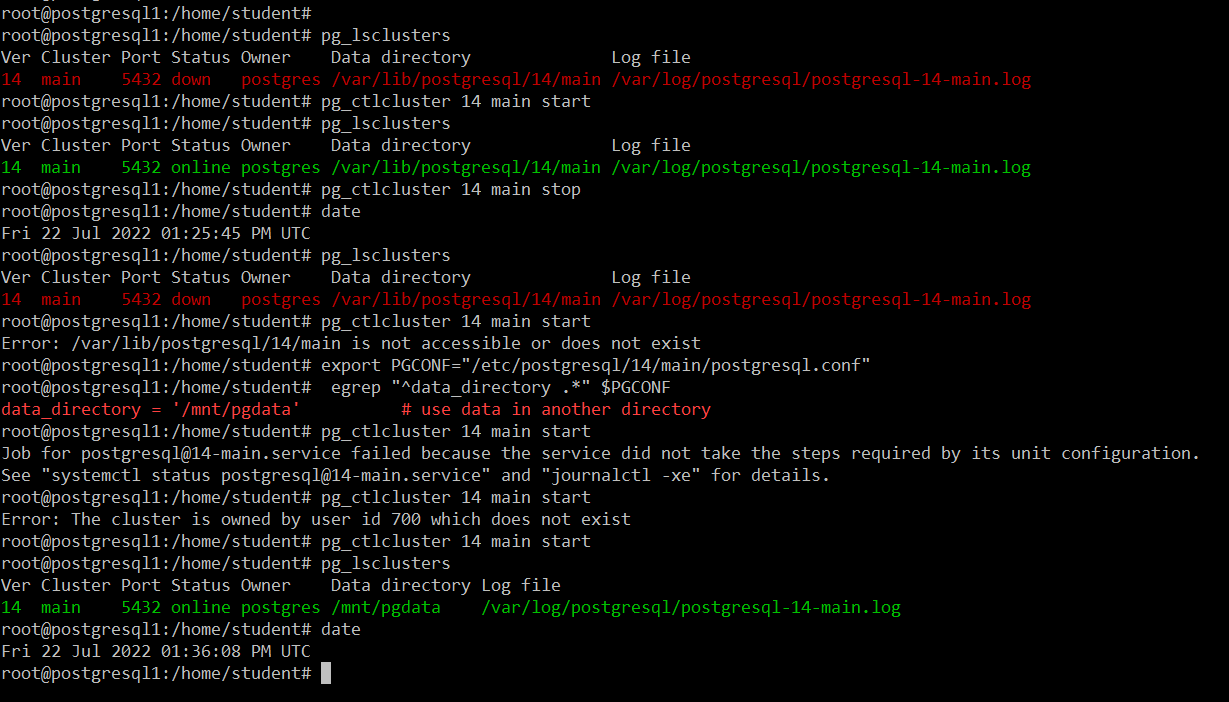 root@postgresql1:/home/student#
root@postgresql1:/home/student# pg_lsclusters
Ver Cluster Port Status Owner    Data directory              Log file
14  main    5432 down   postgres /var/lib/postgresql/14/main /var/log/postgresql/postgresql-14-main.log
root@postgresql1:/home/student# pg_ctlcluster 14 main start
root@postgresql1:/home/student# pg_lsclusters
Ver Cluster Port Status Owner    Data directory              Log file
14  main    5432 online postgres /var/lib/postgresql/14/main /var/log/postgresql/postgresql-14-main.log
root@postgresql1:/home/student# pg_ctlcluster 14 main stop
root@postgresql1:/home/student# date
Fri 22 Jul 2022 01:25:45 PM UTC
root@postgresql1:/home/student# pg_lsclusters
Ver Cluster Port Status Owner    Data directory              Log file
14  main    5432 down   postgres /var/lib/postgresql/14/main /var/log/postgresql/postgresql-14-main.log
root@postgresql1:/home/student# pg_ctlcluster 14 main start
Error: /var/lib/postgresql/14/main is not accessible or does not exist
root@postgresql1:/home/student# export PGCONF="/etc/postgresql/14/main/postgresql.conf"
root@postgresql1:/home/student#  egrep "^data_directory .*" $PGCONF
data_directory = '/mnt/pgdata'          # use data in another directory
root@postgresql1:/home/student# pg_ctlcluster 14 main start
Job for postgresql@14-main.service failed because the service did not take the steps required by its unit configuration.
See "systemctl status postgresql@14-main.service" and "journalctl -xe" for details.
root@postgresql1:/home/student# pg_ctlcluster 14 main start
Error: The cluster is owned by user id 700 which does not exist
root@postgresql1:/home/student# pg_ctlcluster 14 main start
root@postgresql1:/home/student# pg_lsclusters
Ver Cluster Port Status Owner    Data directory Log file
14  main    5432 online postgres /mnt/pgdata    /var/log/postgresql/postgresql-14-main.log
root@postgresql1:/home/student# date
Fri 22 Jul 2022 01:36:08 PM UTC
root@postgresql1:/home/student#